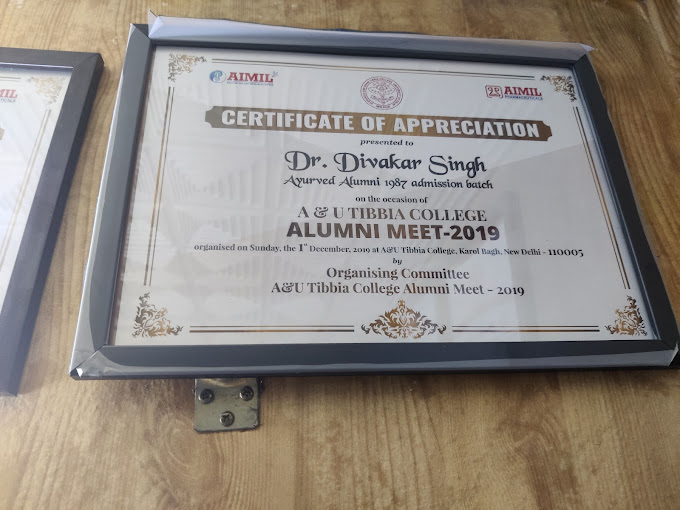 AIMIL
AIMIL
PHARMACEUTICALS
CERTIFICATE OF APPRECIATION
presented to
Dr. Divakar Singh
Ayurved Alumni 1987 admission batch
on the occasion of
A & U TIBBIA COLLEGE
ALUMNI MEET-2019
organised on Sunday, the 1st December, 2019 at A&U Tibbia College, Karol Bagh, New Delhi - 110005
by
Organising Committee
A&U Tibbia College Alumni Meet - 2019